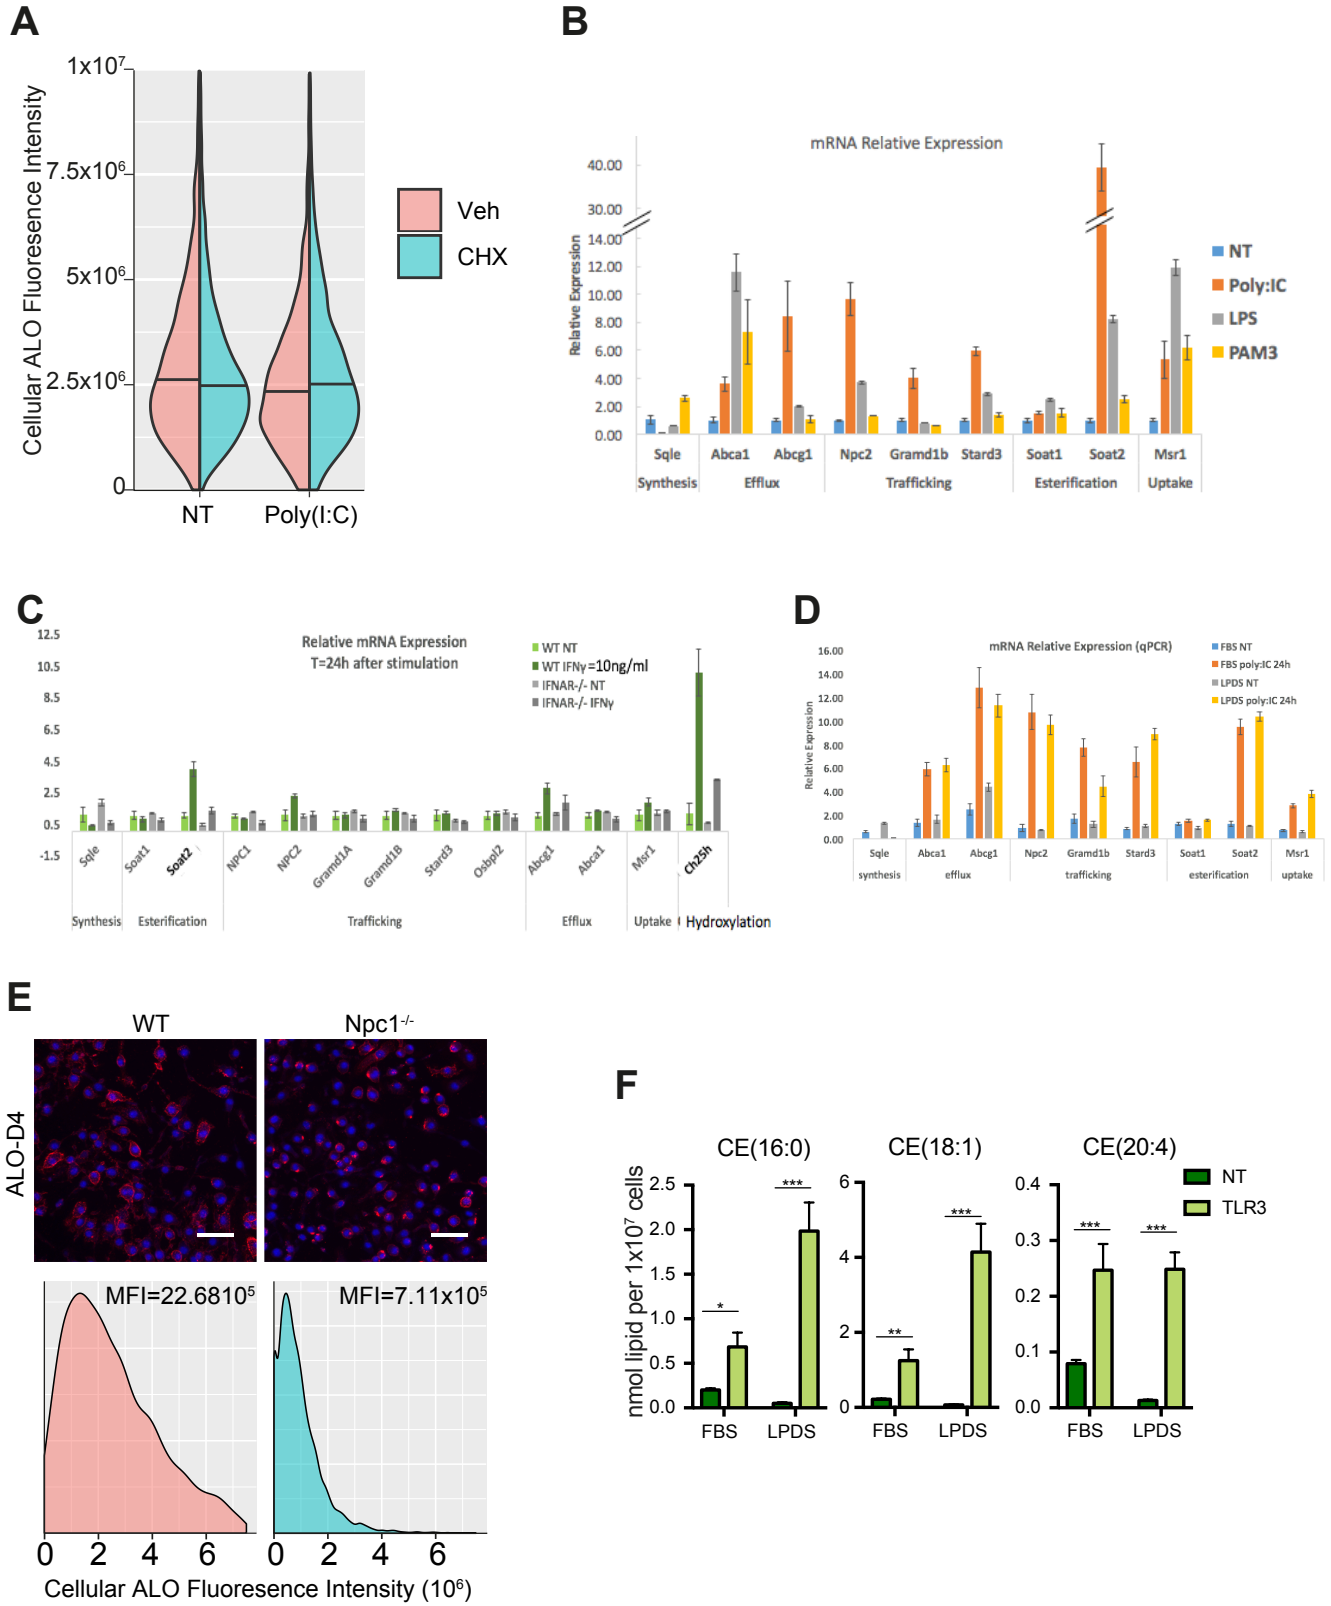 A
Cellular ALO Fluoresence Intensity
1x10⁷
7.5x10⁶
5x10⁶
2.5x10⁶
0
NT
Poly(I:C)
Veh
CHX
B
mRNA Relative Expression
Relative Expression
40.00
30.00
14.00
12.00
10.00
8.00
6.00
4.00
2.00
0.00
Sqle Abca1 Abcg1 Npc2 Gramd1b Stard3 Soat1 Soat2 Msr1
Synthesis Efflux Trafficking Esterification Uptake
NT
Poly:IC
LPS
PAM3
C
Relative mRNA Expression
T=24h after stimulation
12.5
10.5
8.5
6.5
4.5
2.5
0.5
-1.5
WT NT
WT IFNγ=10ng/ml
IFNAR-/- NT
IFNAR-/- IFNγ
Sqle Soat1 Soat2 NPC1 NPC2 Gramd1A Gramd1B Stard3 Osbpl2 Abcg1 Abca1 Msr1 Ch25h
Synthesis Esterification Trafficking Efflux Uptake Hydroxylation
D
mRNA Relative Expression (qPCR)
Relative Expression
16.00
14.00
12.00
10.00
8.00
6.00
4.00
2.00
0.00
FBS NT
FBS poly:IC 24h
LPDS NT
LPDS poly:IC 24h
Sqle Abca1 Abcg1 Npc2 Gramd1b Stard3 Soat1 Soat2 Msr1
synthesis efflux trafficking esterification uptake
E
WT
Npc1⁻/⁻
ALO-D4
MFI=22.6810⁵
MFI=7.11x10⁵
0 2 4 6
0 2 4 6
Cellular ALO Fluoresence Intensity (10⁶)
F
nmol lipid per 1x10⁷ cells
CE(16:0)
2.5
2.0
1.5
1.0
0.5
0.0
*
***
FBS LPDS
CE(18:1)
6
4
2
0
**
***
FBS LPDS
CE(20:4)
0.4
0.3
0.2
0.1
0.0
***
***
FBS LPDS
NT
TLR3